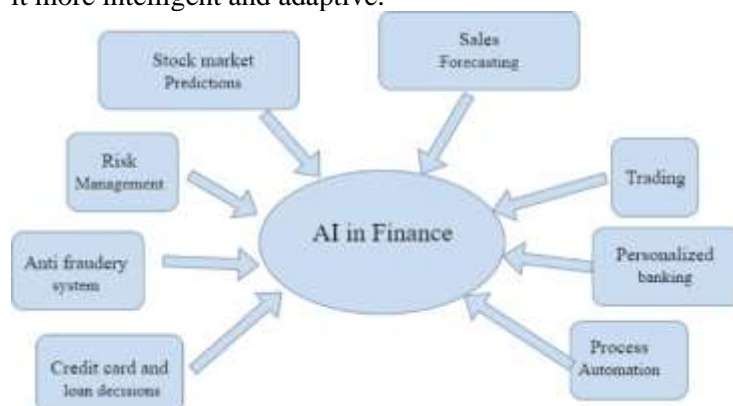 it more intelligent and adaptive.
Stock market
Predictions
Sales
Forecasting
Risk
Management
Trading
AI in Finance
Anti fraudery
system
Personalized
banking
Credit card and
loan decisions
Process
Automation